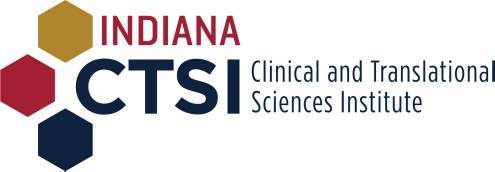 INDIANA
CTSI
Clinical and Translational
Sciences Institute